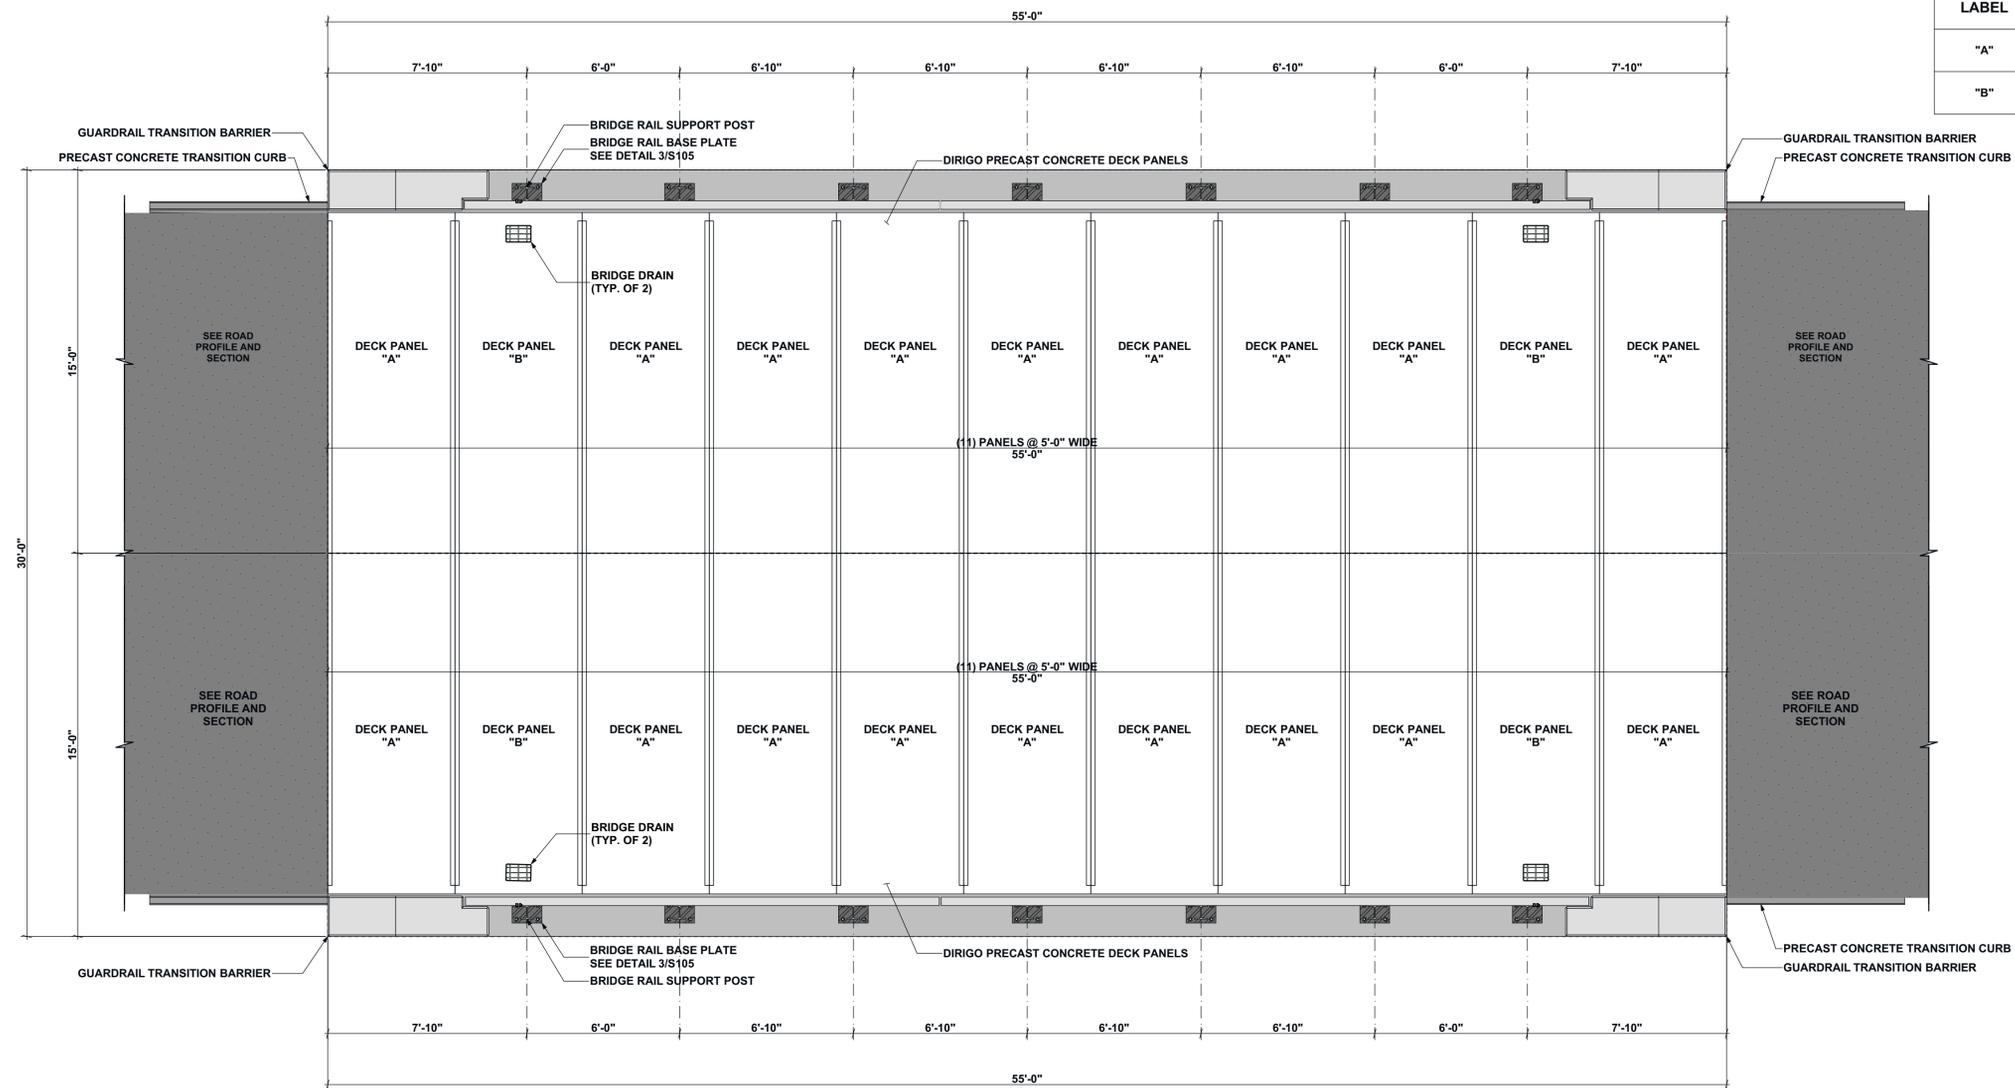 55'-0"
LABEL
"A"
"B"
7'-10"
6'-0"
6'-10"
6'-10"
6'-10"
6'-10"
6'-0"
7'-10"
GUARDRAIL TRANSITION BARRIER
PRECAST CONCRETE TRANSITION CURB
BRIDGE RAIL SUPPORT POST
BRIDGE RAIL BASE PLATE
SEE DETAIL 3/S105
DIRIGO PRECAST CONCRETE DECK PANELS
GUARDRAIL TRANSITION BARRIER
PRECAST CONCRETE TRANSITION CURB
BRIDGE DRAIN
(TYP. OF 2)
SEE ROAD
PROFILE AND
SECTION
DECK PANEL
"A"
DECK PANEL
"B"
DECK PANEL
"A"
DECK PANEL
"A"
DECK PANEL
"A"
DECK PANEL
"A"
DECK PANEL
"A"
DECK PANEL
"A"
DECK PANEL
"A"
DECK PANEL
"B"
DECK PANEL
"A"
SEE ROAD
PROFILE AND
SECTION
15'-0"
(11) PANELS @ 5'-0" WIDE
55'-0"
30'-0"
(11) PANELS @ 5'-0" WIDE
55'-0"
15'-0"
SEE ROAD
PROFILE AND
SECTION
DECK PANEL
"A"
DECK PANEL
"B"
DECK PANEL
"A"
DECK PANEL
"A"
DECK PANEL
"A"
DECK PANEL
"A"
DECK PANEL
"A"
DECK PANEL
"A"
DECK PANEL
"A"
DECK PANEL
"B"
DECK PANEL
"A"
SEE ROAD
PROFILE AND
SECTION
BRIDGE DRAIN
(TYP. OF 2)
GUARDRAIL TRANSITION BARRIER
BRIDGE RAIL BASE PLATE
SEE DETAIL 3/S105
BRIDGE RAIL SUPPORT POST
DIRIGO PRECAST CONCRETE DECK PANELS
PRECAST CONCRETE TRANSITION CURB
GUARDRAIL TRANSITION BARRIER
7'-10"
6'-0"
6'-10"
6'-10"
6'-10"
6'-10"
6'-0"
7'-10"
55'-0"